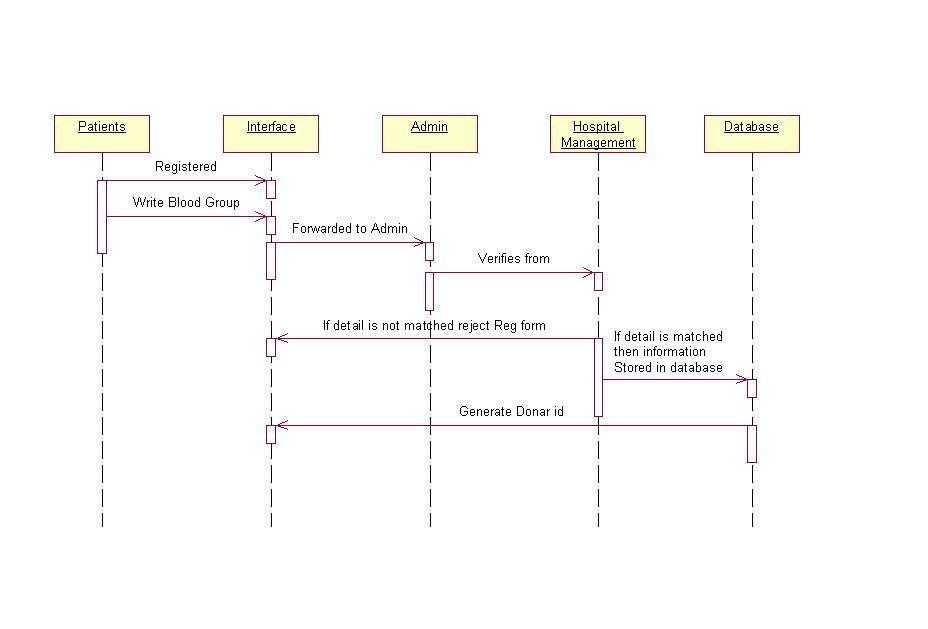 Patients
Interface
Admin
Hospital
Management
Database
Registered
Write Blood Group
Forwarded to Admin
Verifies from
If detail is not matched reject Reg form
If detail is matched
then information
Stored in database
Generate Donar id